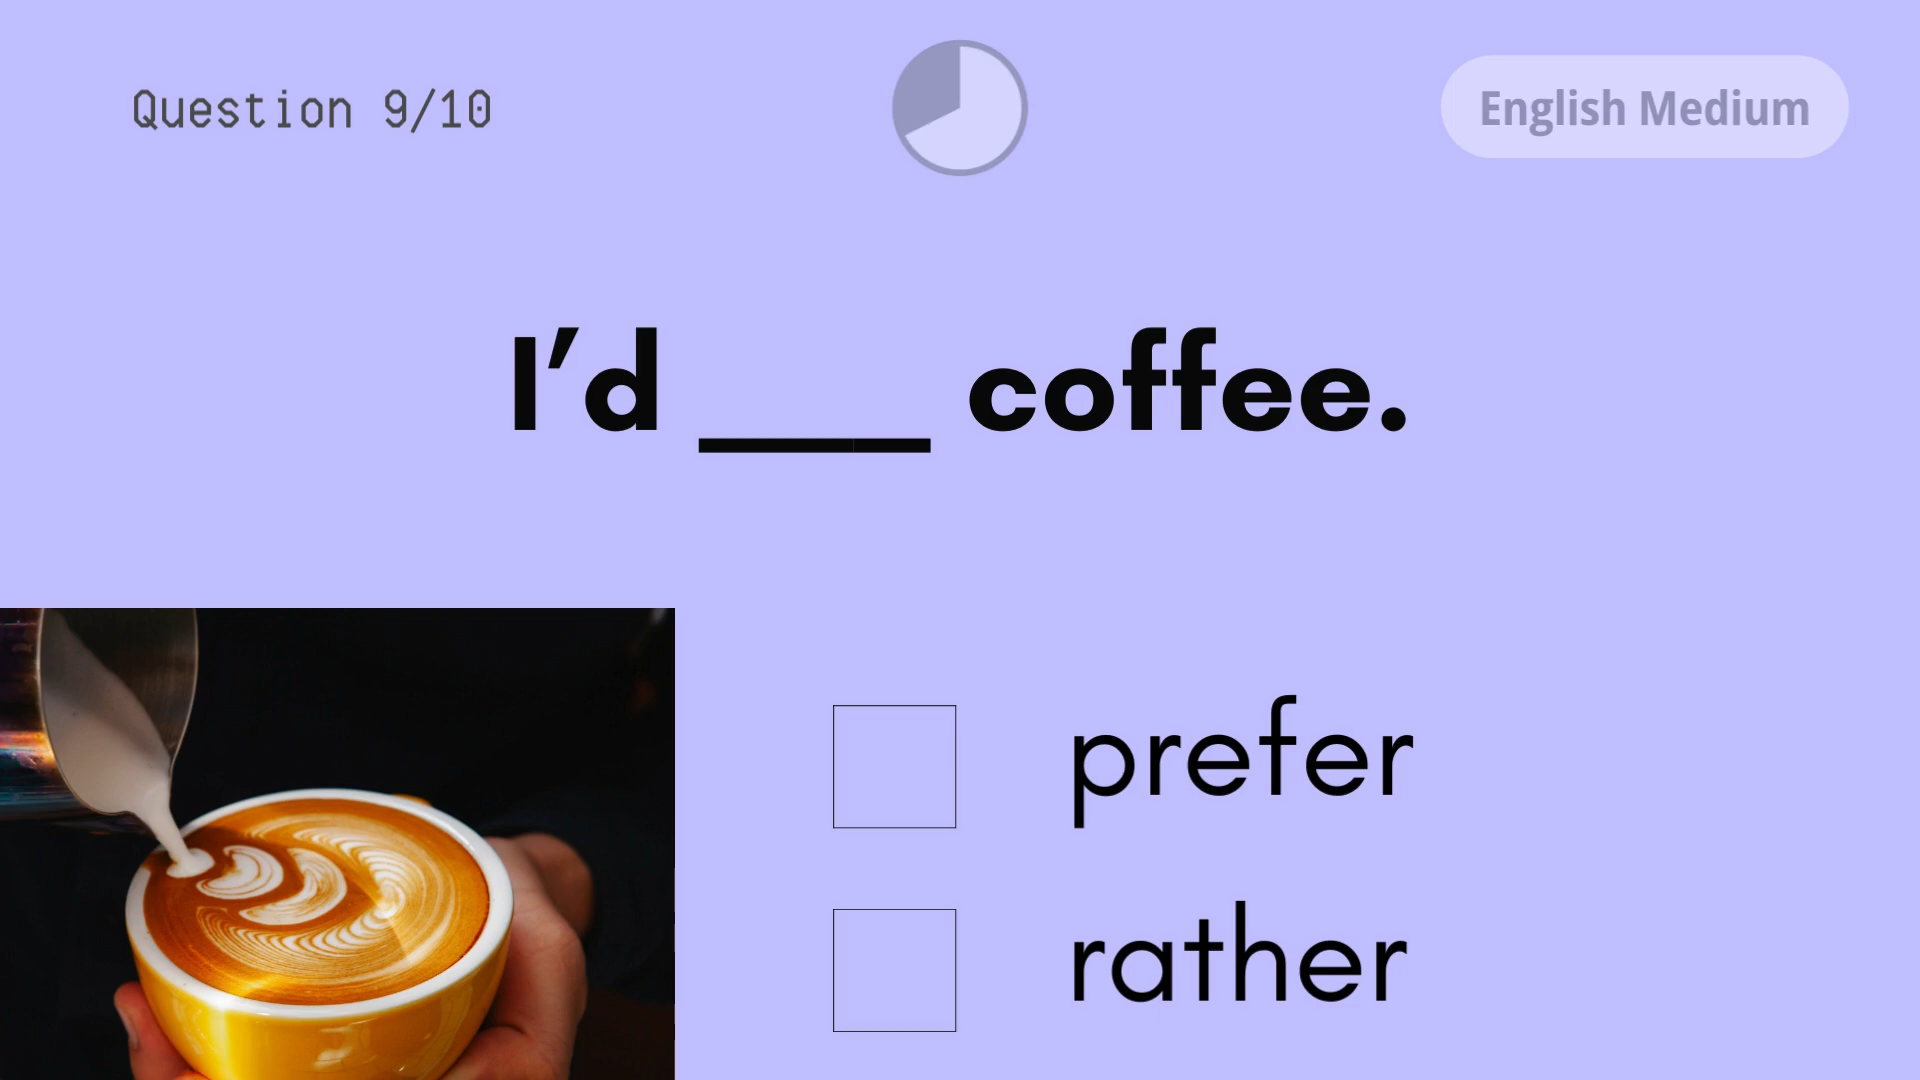 Question 9/10
English Medium
I’d ___ coffee.
prefer
rather